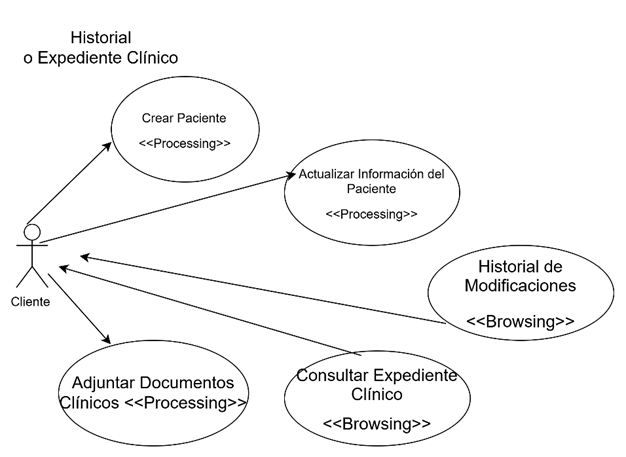 Historial
o Expediente Clínico
Crear Paciente
<<Processing>>
Actualizar Información del
Paciente
<<Processing>>
Cliente
Historial de
Modificaciones
<<Browsing>>
Adjuntar Documentos
Clínicos <<Processing>>
Consultar Expediente
Clínico
<<Browsing>>